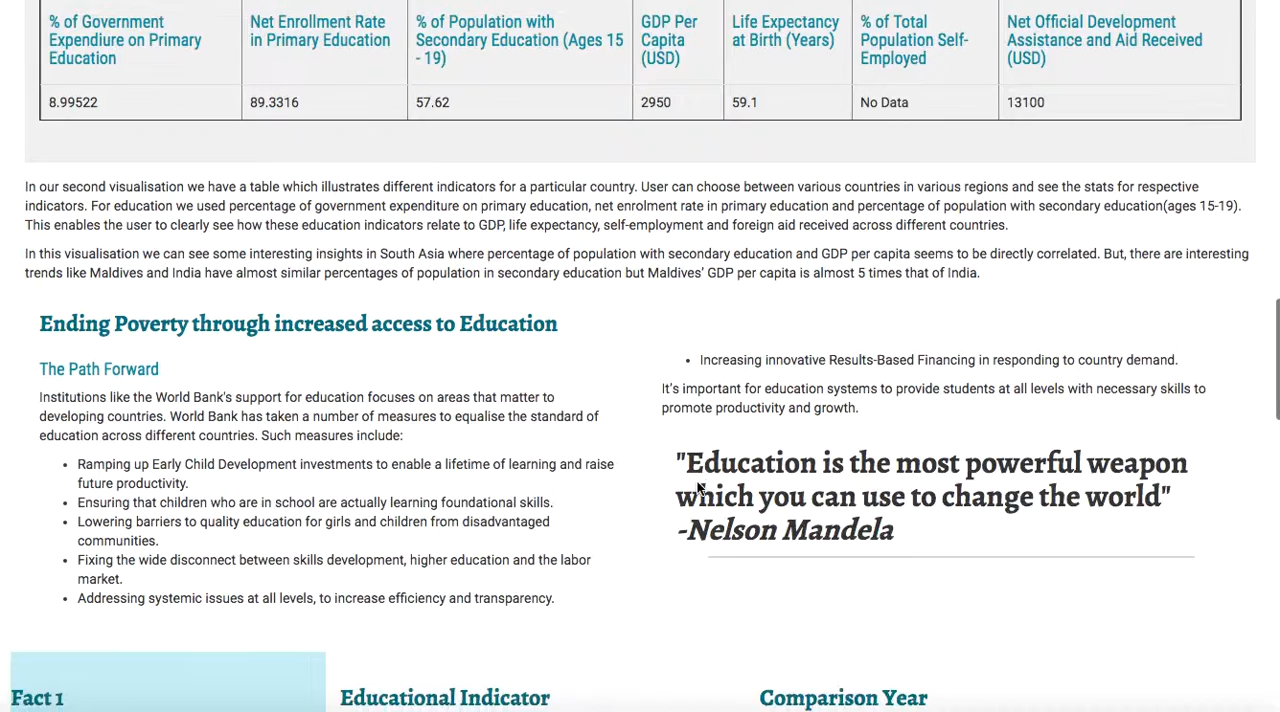 % of Government
Expendiure on Primary
Education
Net Enrollment Rate
in Primary Education
% of Population with
Secondary Education (Ages 15
- 19)
GDP Per
Capita
(USD)
Life Expectancy
at Birth (Years)
% of Total
Population Self-
Employed
Net Official Development
Assistance and Aid Received
(USD)
8.99522
89.3316
57.62
2950
59.1
No Data
13100
In our second visualisation we have a table which illustrates different indicators for a particular country. User can choose between various countries in various regions and see the stats for respective
indicators. For education we used percentage of government expenditure on primary education, net enrolment rate in primary education and percentage of population with secondary education(ages 15-19).
This enables the user to clearly see how these education indicators relate to GDP, life expectancy, self-employment and foreign aid received across different countries.
In this visualisation we can see some interesting insights in South Asia where percentage of population with secondary education and GDP per capita seems to be directly correlated. But, there are interesting
trends like Maldives and India have almost similar percentages of population in secondary education but Maldives’ GDP per capita is almost 5 times that of India.
Ending Poverty through increased access to Education
The Path Forward
Institutions like the World Bank's support for education focuses on areas that matter to
developing countries. World Bank has taken a number of measures to equalise the standard of
education across different countries. Such measures include:
• Ramping up Early Child Development investments to enable a lifetime of learning and raise
future productivity.
• Ensuring that children who are in school are actually learning foundational skills.
• Lowering barriers to quality education for girls and children from disadvantaged
communities.
• Fixing the wide disconnect between skills development, higher education and the labor
market.
• Addressing systemic issues at all levels, to increase efficiency and transparency.
• Increasing innovative Results-Based Financing in responding to country demand.
It’s important for education systems to provide students at all levels with necessary skills to
promote productivity and growth.
"Education is the most powerful weapon
which you can use to change the world"
-Nelson Mandela
Fact 1
Educational Indicator
Comparison Year